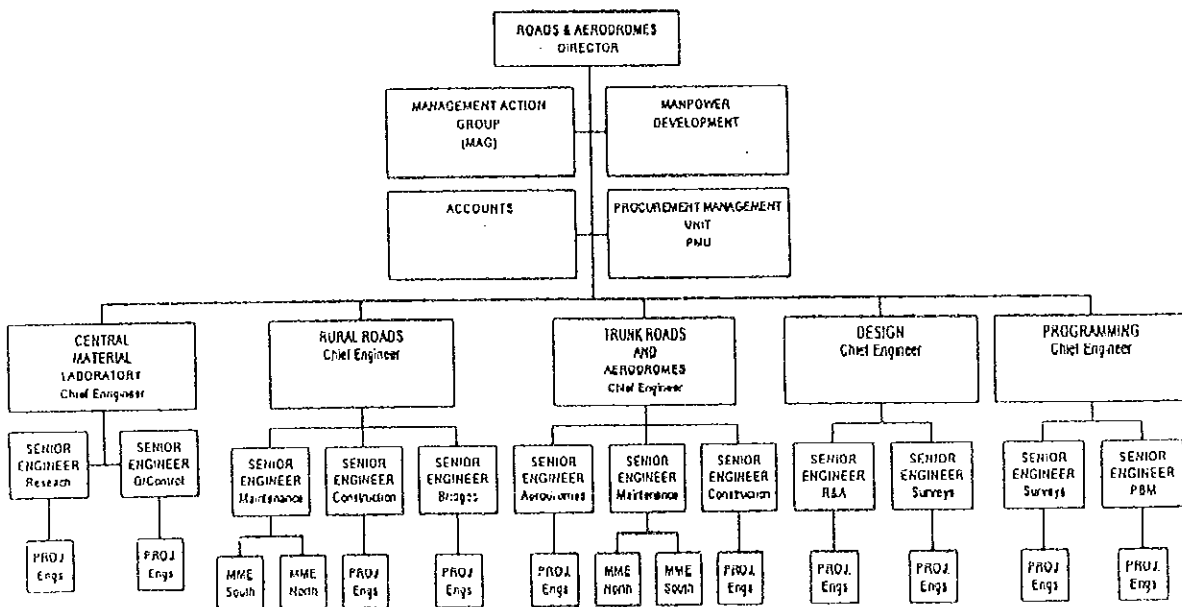 ROADS & AERODROMES
DIRECTOR
MANAGEMENT ACTION
GROUP
(MAG)
MANPOWER
DEVELOPMENT
ACCOUNTS
PROCUREMENT MANAGEMENT
UNIT
PMU
CENTRAL
MATERIAL
LABORATORY
Chief Enngineer
RURAL ROADS
Chief Engineer
TRUNK ROADS
AND
AERODROMES
Chief Engineer
DESIGN
Chief Engineer
PROGRAMMING
Chief Engineer
SENIOR
ENGINEER
Reseach
SENIOR
ENGINEER
Q/Control
SENIOR
ENGINEER
Maintenance
SENIOR
ENGINEER
Construction
SENIOR
ENGINEER
Bridges
SENIOR
ENGINEER
Aerodromes
SENIOR
ENGINEER
Maintenance
SENIOR
ENGINEER
Construction
SENIOR
ENGINEER
R&A
SENIOR
ENGINEER
Surveys
SENIOR
ENGINEER
Surveys
SENIOR
ENGINEER
PBM
PROJ.
Engs
PROJ.
Engs
MME
South
MME
North
PROJ.
Engs
PROJ.
Engs
PROJ.
Engs
MME
North
MME
South
PROJ.
Engs
PROJ.
Engs
PROJ.
Engs
PROJ.
Engs
PROJ.
Engs